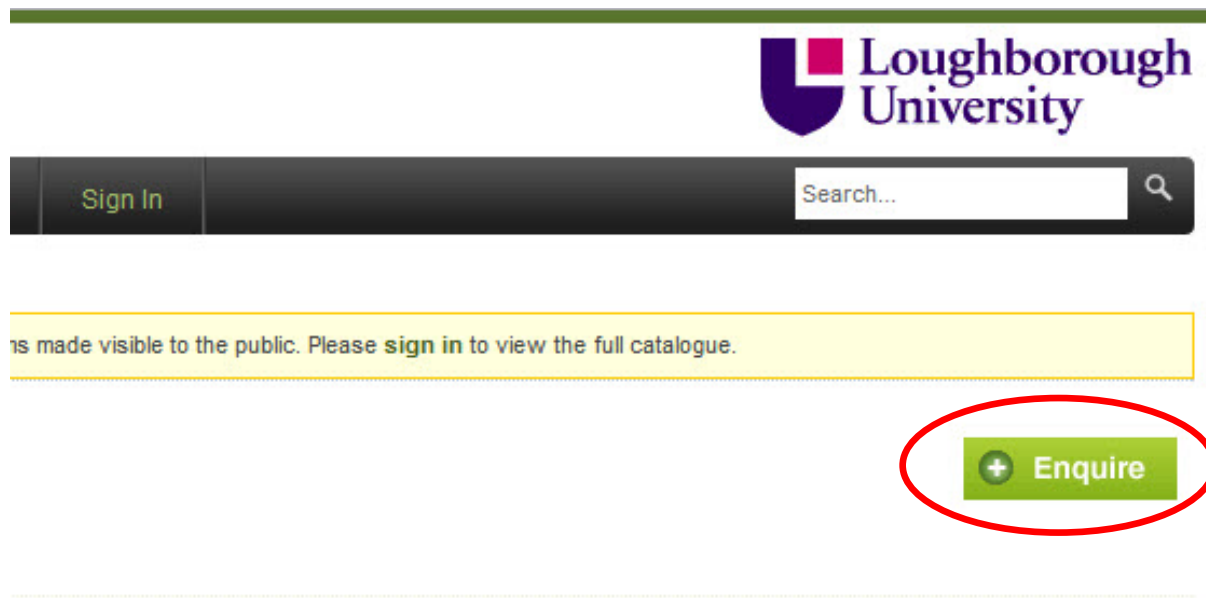 Loughborough
University
Sign In
Search...
made visible to the public. Please sign in to view the full catalogue.
Enquire